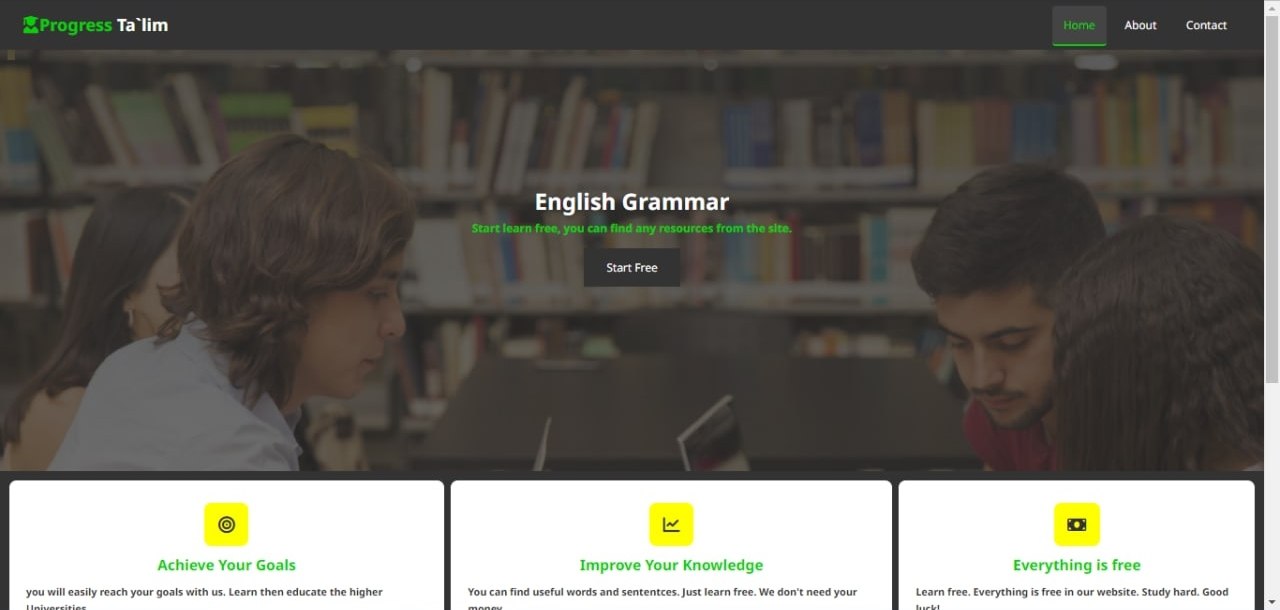 Progress Ta`lim
Home About Contact
English Grammar
Start learn free, you can find any resources from the site.
Start Free
Achieve Your Goals
you will easily reach your goals with us. Learn then educate the higher
Universities
Improve Your Knowledge
You can find useful words and sententces. Just learn free. We don't need your
money
Everything is free
Learn free. Everything is free in our website. Study hard. Good
luck!